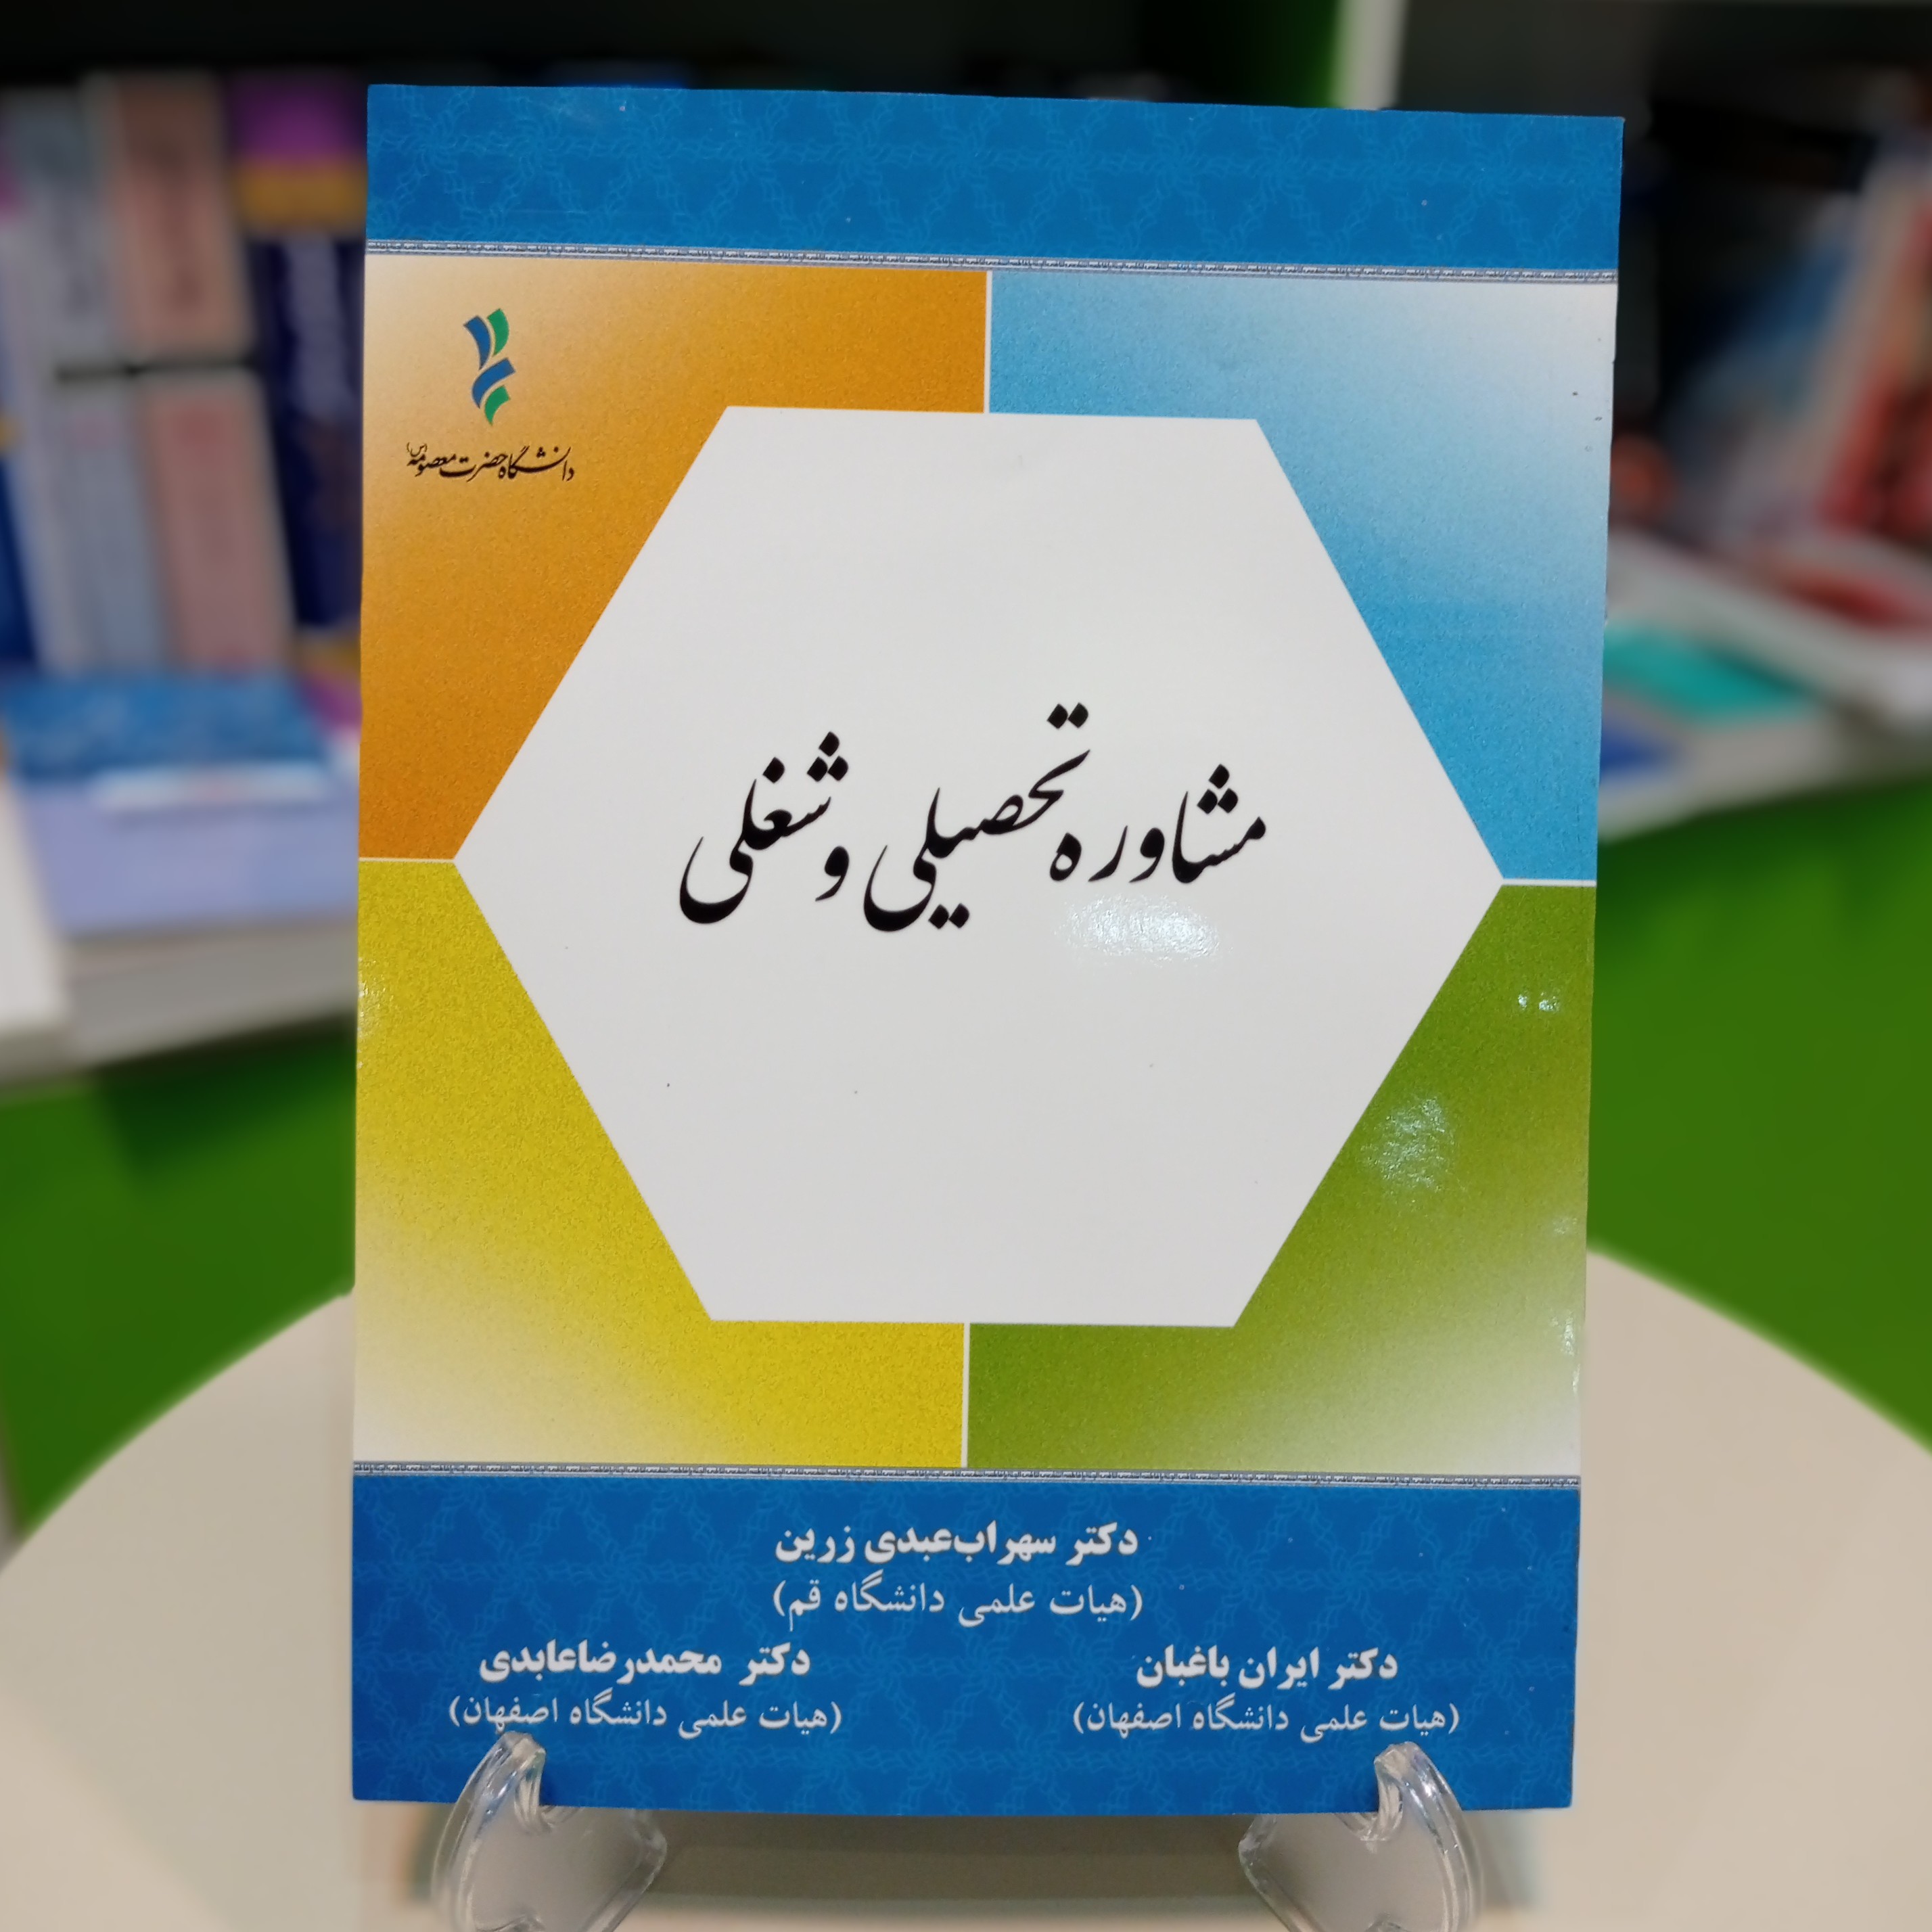 دانشگاه حضرت معصومه (س)
مشاوره تحصیلی و شغلی
دکتر سهراب عبدی زرین
(هیات علمی دانشگاه قم)
دکتر ایران باغبان
(هیات علمی دانشگاه اصفهان)
دکتر محمدرضا عابدی
(هیات علمی دانشگاه اصفهان)